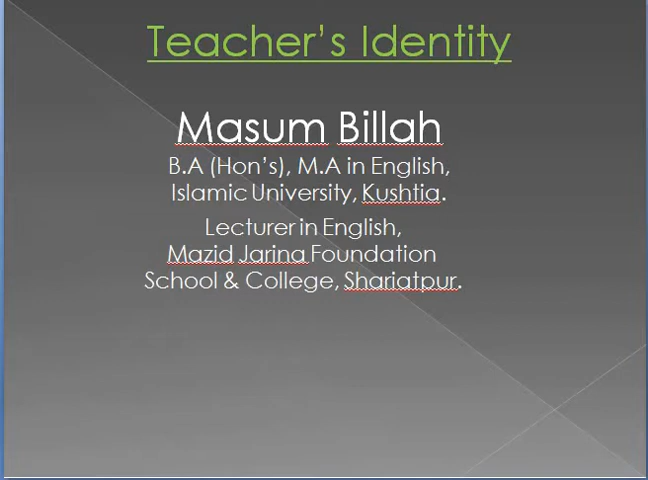 Teacher's Identity
Masum Billah
B.A (Hon's), M.A in English,
Islamic University, Kushtia.
Lecturer in English,
Mazid Jarina Foundation
School & College, Shariatpur.